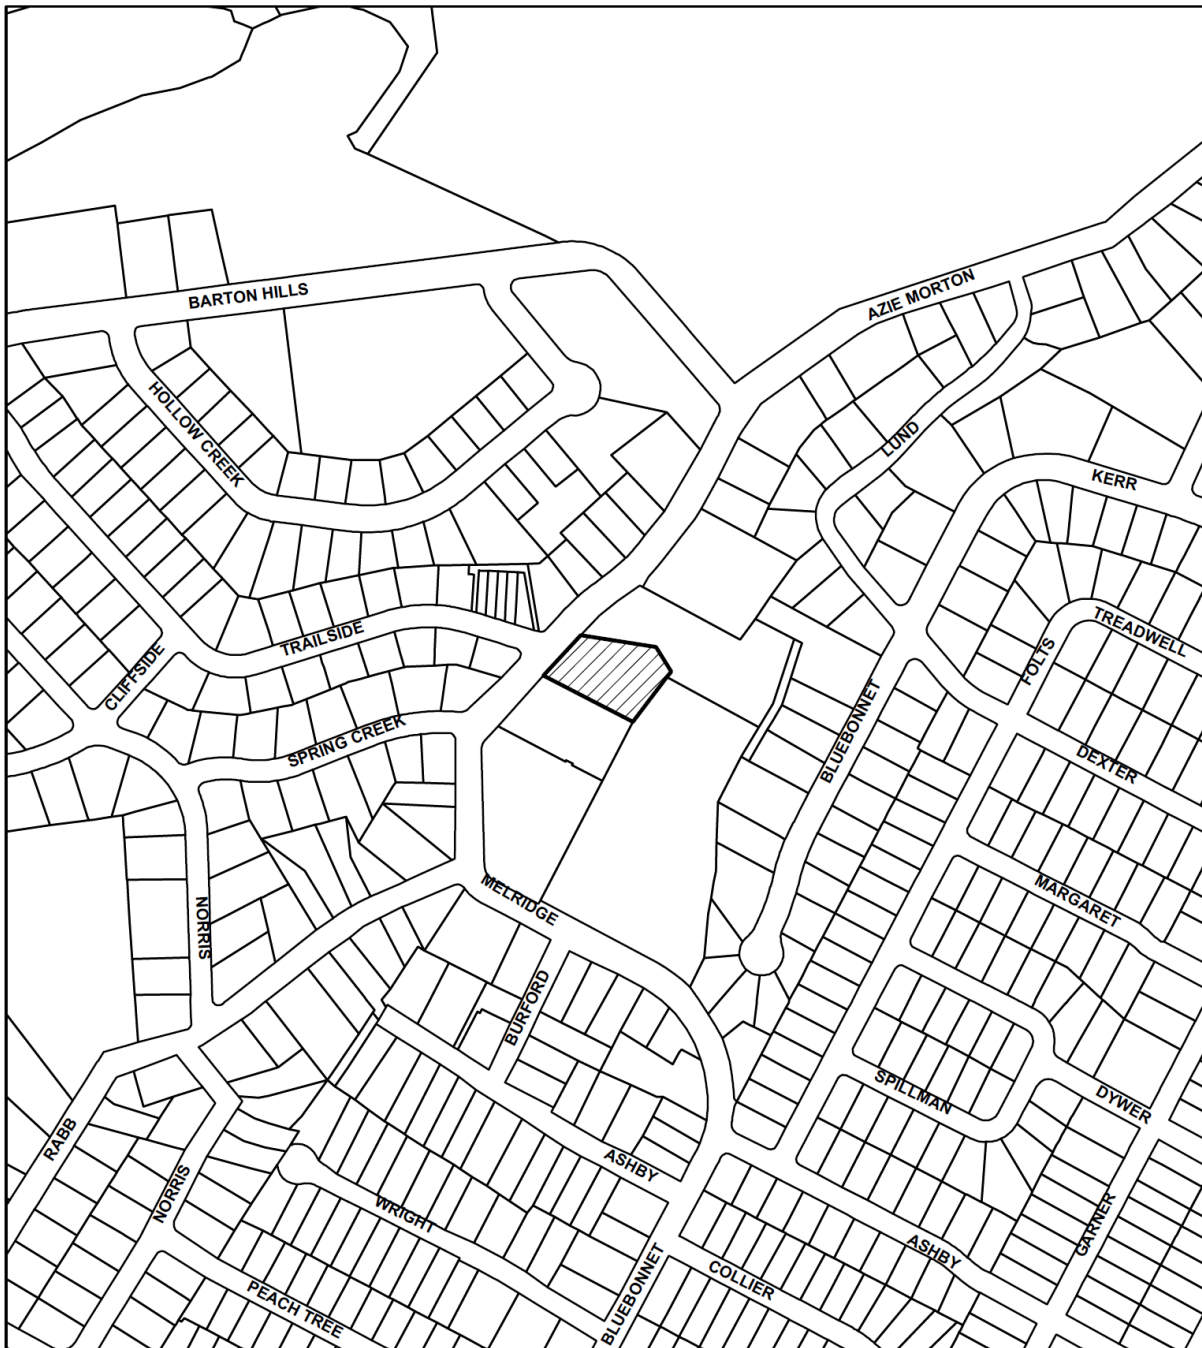 BARTON HILLS
AZIE MORTON
HOLLOW CREEK
LUND
KERR
TRAILSIDE
TREADWELL
CLIFFSIDE
FOLTS
SPRING CREEK
BLUEBONNET
DEXTER
MELRIDGE
MARGARET
NORRIS
BURFORD
SPILLMAN
DYWER
RABB
NORRIS
ASHBY
WRIGHT
GARNER
ASHBY
COLLIER
BLUEBONNET
PEACH TREE